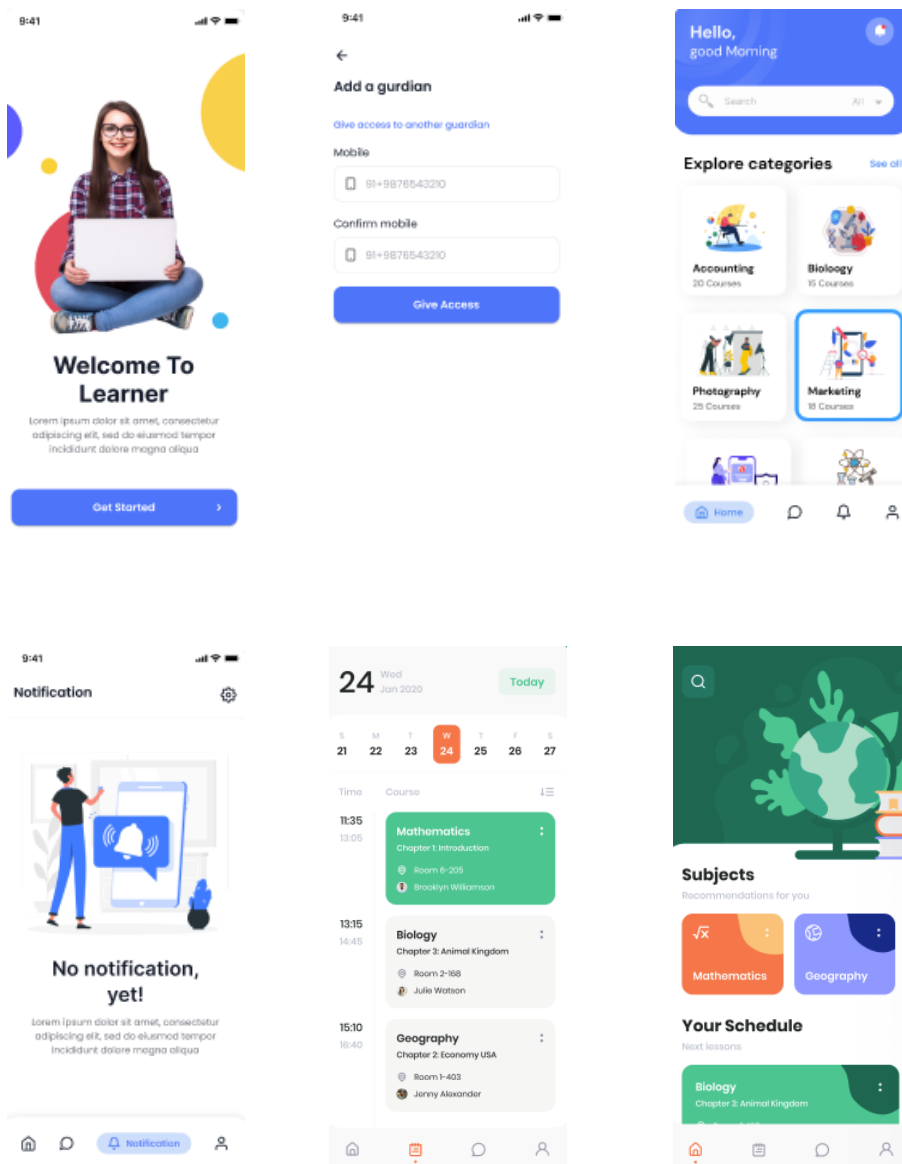 9:41
Welcome To
Learner
Lorem ipsum dolor sit amet, consectetur
adipiscing elit, sed do eiusmod tempor
incididunt dolore magna aliqua
Get Started
9:41
Add a gurdian
Give access to another guardian
Mobile
91+9876543210
Confirm mobile
91+9876543210
Give Access
Hello,
good Morning
Search All
Explore categories See all
Accounting
20 Courses
Bioloogy
15 Courses
Photography
25 Courses
Marketing
18 Courses
Home
9:41
Notification
No notification,
yet!
Lorem ipsum dolor sit amet, consectetur
adipiscing elit, sed do eiusmod tempor
incididunt dolore magna aliqua
Notification
24 Wed
Jan 2020
Today
S M T W T F S
21 22 23 24 25 26 27
Time Course
11:35
13:05
Mathematics
Chapter 1: Introduction
Room 6-205
Brooklyn Williamson
13:15
14:45
Biology
Chapter 3: Animal Kingdom
Room 2-168
Julie Watson
15:10
16:40
Geography
Chapter 2: Economy USA
Room 1-403
Jenny Alexander
Subjects
Recommendations for you
√x
Mathematics
Geography
Your Schedule
Next lessons
Biology
Chapter 3: Animal Kingdom